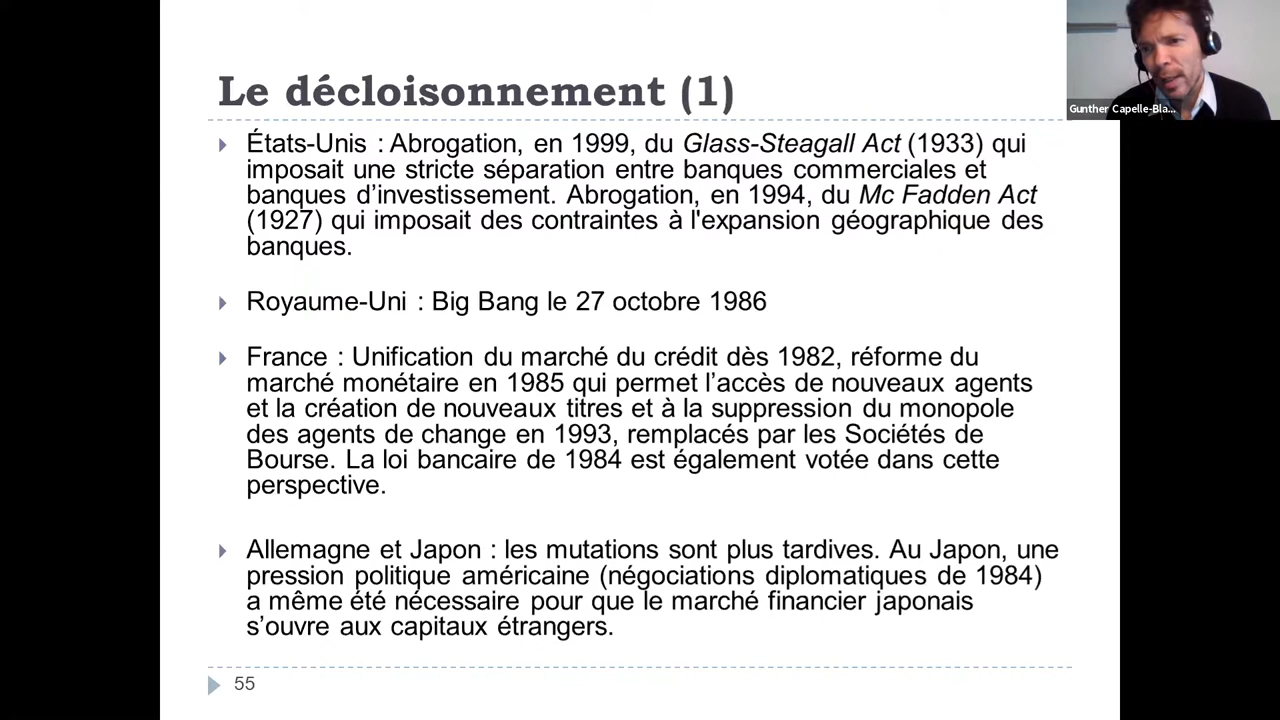 Le décloisonnement (1)
Gunther Capelle-Bla...
États-Unis : Abrogation, en 1999, du Glass-Steagall Act (1933) qui
imposait une stricte séparation entre banques commerciales et
banques d’investissement. Abrogation, en 1994, du Mc Fadden Act
(1927) qui imposait des contraintes à l'expansion géographique des
banques.
Royaume-Uni : Big Bang le 27 octobre 1986
France : Unification du marché du crédit dès 1982, réforme du
marché monétaire en 1985 qui permet l’accès de nouveaux agents
et la création de nouveaux titres et à la suppression du monopole
des agents de change en 1993, remplacés par les Sociétés de
Bourse. La loi bancaire de 1984 est également votée dans cette
perspective.
Allemagne et Japon : les mutations sont plus tardives. Au Japon, une
pression politique américaine (négociations diplomatiques de 1984)
a même été nécessaire pour que le marché financier japonais
s’ouvre aux capitaux étrangers.
55